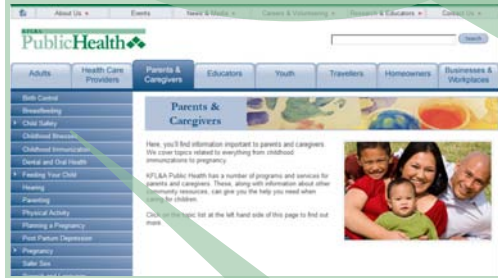 About Us
Events
News & Media
Careers & Volunteering
Research & Educators
Contact Us
KFL&A
PublicHealth
Search
Adults
Health Care Providers
Parents & Caregivers
Educators
Youth
Travellers
Homeowners
Businesses & Workplaces
Birth Control
Breastfeeding
Child Safety
Childhood Illnesses
Childhood Immunization
Dental and Oral Health
Feeding Your Child
Hearing
Parenting
Physical Activity
Planning a Pregnancy
Post Partum Depression
Pregnancy
Safer Sex
Parents &
Caregivers
Here, you'll find information important to parents and caregivers.
We cover topics related to everything from childhood
immunizations to pregnancy.
KFL&A Public Health has a number of programs and services for
parents and caregivers. These, along with information about other
community resources, can give you the help you need when
caring for children.
Click on the topic list at the left hand side of this page to find out
more.